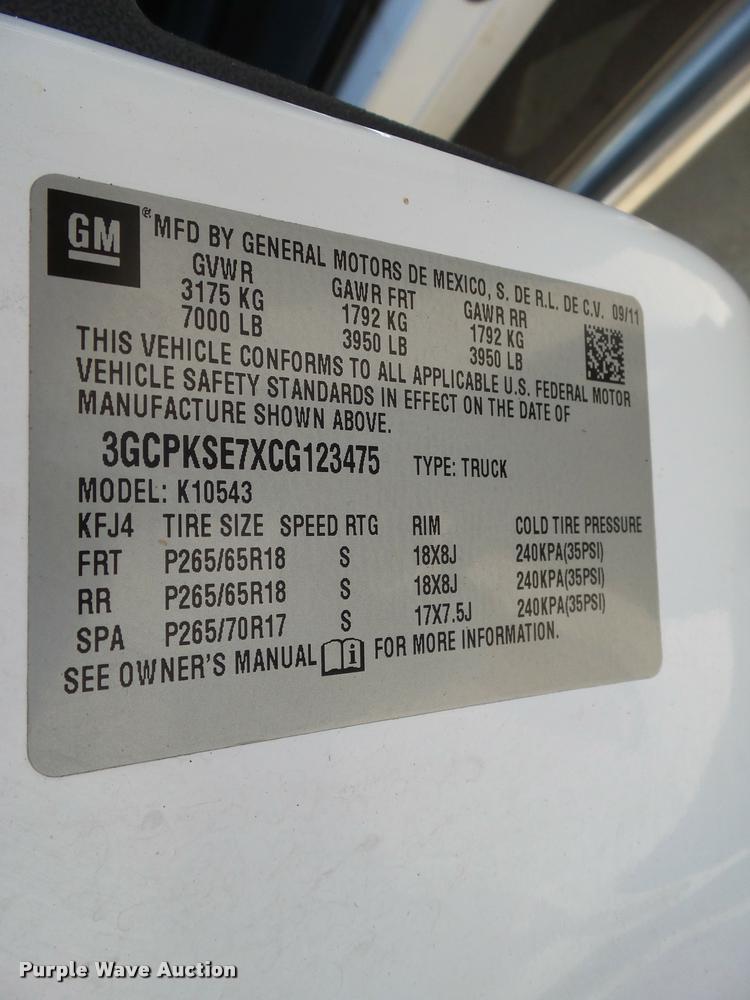 GM ® MFD BY GENERAL MOTORS DE MEXICO, S. DE R.L. DE C.V. 09/11
GVWR GAWR FRT GAWR RR
3175 KG 1792 KG 1792 KG
7000 LB 3950 LB 3950 LB
THIS VEHICLE CONFORMS TO ALL APPLICABLE U.S. FEDERAL MOTOR
VEHICLE SAFETY STANDARDS IN EFFECT ON THE DATE OF
MANUFACTURE SHOWN ABOVE.
3GCPKSE7XCG123475 TYPE: TRUCK
MODEL: K10543
KFJ4 TIRE SIZE SPEED RTG RIM COLD TIRE PRESSURE
FRT P265/65R18 S 18X8J 240KPA(35PSI)
RR P265/65R18 S 18X8J 240KPA(35PSI)
SPA P265/70R17 S 17X7.5J 240KPA(35PSI)
SEE OWNER'S MANUAL i FOR MORE INFORMATION.
Purple Wave Auction